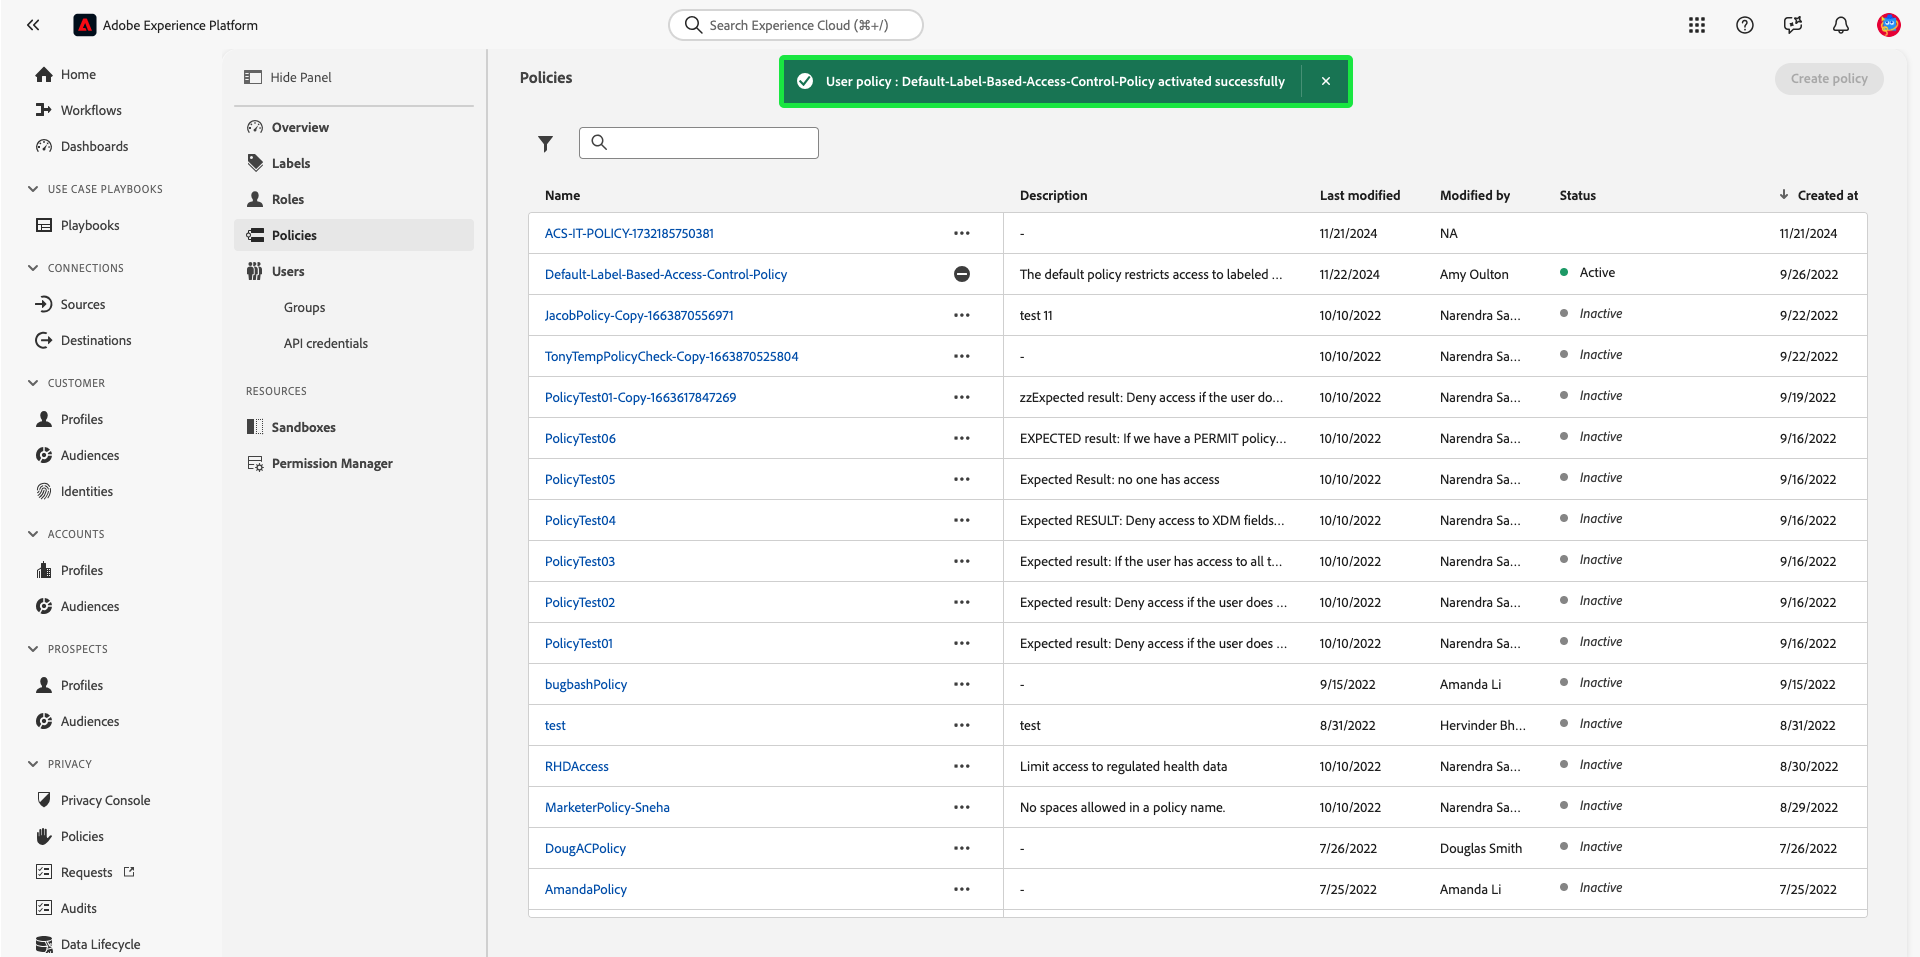 Adobe Experience Platform
Search Experience Cloud (⌘+/)
Home
Workflows
Dashboards
USE CASE PLAYBOOKS
Playbooks
CONNECTIONS
Sources
Destinations
CUSTOMER
Profiles
Audiences
Identities
ACCOUNTS
Profiles
Audiences
PROSPECTS
Profiles
Audiences
PRIVACY
Privacy Console
Policies
Requests
Audits
Data Lifecycle
Hide Panel
Overview
Labels
Roles
Policies
Users
Groups
API credentials
RESOURCES
Sandboxes
Permission Manager
Policies
User policy : Default-Label-Based-Access-Control-Policy activated successfully
Create policy
Name Description Last modified Modified by Status Created at
ACS-IT-POLICY-1732185750381 - 11/21/2024 NA 11/21/2024
Default-Label-Based-Access-Control-Policy The default policy restricts access to labeled ... 11/22/2024 Amy Oulton Active 9/26/2022
JacobPolicy-Copy-1663870556971 test 11 10/10/2022 Narendra Sa... Inactive 9/22/2022
TonyTempPolicyCheck-Copy-1663870525804 - 10/10/2022 Narendra Sa... Inactive 9/22/2022
PolicyTest01-Copy-1663617847269 zzExpected result: Deny access if the user do... 10/10/2022 Narendra Sa... Inactive 9/19/2022
PolicyTest06 EXPECTED result: If we have a PERMIT policy... 10/10/2022 Narendra Sa... Inactive 9/16/2022
PolicyTest05 Expected Result: no one has access 10/10/2022 Narendra Sa... Inactive 9/16/2022
PolicyTest04 Expected RESULT: Deny access to XDM fields... 10/10/2022 Narendra Sa... Inactive 9/16/2022
PolicyTest03 Expected result: If the user has access to all t... 10/10/2022 Narendra Sa... Inactive 9/16/2022
PolicyTest02 Expected result: Deny access if the user does ... 10/10/2022 Narendra Sa... Inactive 9/16/2022
PolicyTest01 Expected result: Deny access if the user does ... 10/10/2022 Narendra Sa... Inactive 9/16/2022
bugbashPolicy - 9/15/2022 Amanda Li Inactive 9/15/2022
test test 8/31/2022 Hervinder Bh... Inactive 8/31/2022
RHDAccess Limit access to regulated health data 10/10/2022 Narendra Sa... Inactive 8/30/2022
MarketerPolicy-Sneha No spaces allowed in a policy name. 10/10/2022 Narendra Sa... Inactive 8/29/2022
DougACPolicy - 7/26/2022 Douglas Smith Inactive 7/26/2022
AmandaPolicy - 7/25/2022 Amanda Li Inactive 7/25/2022